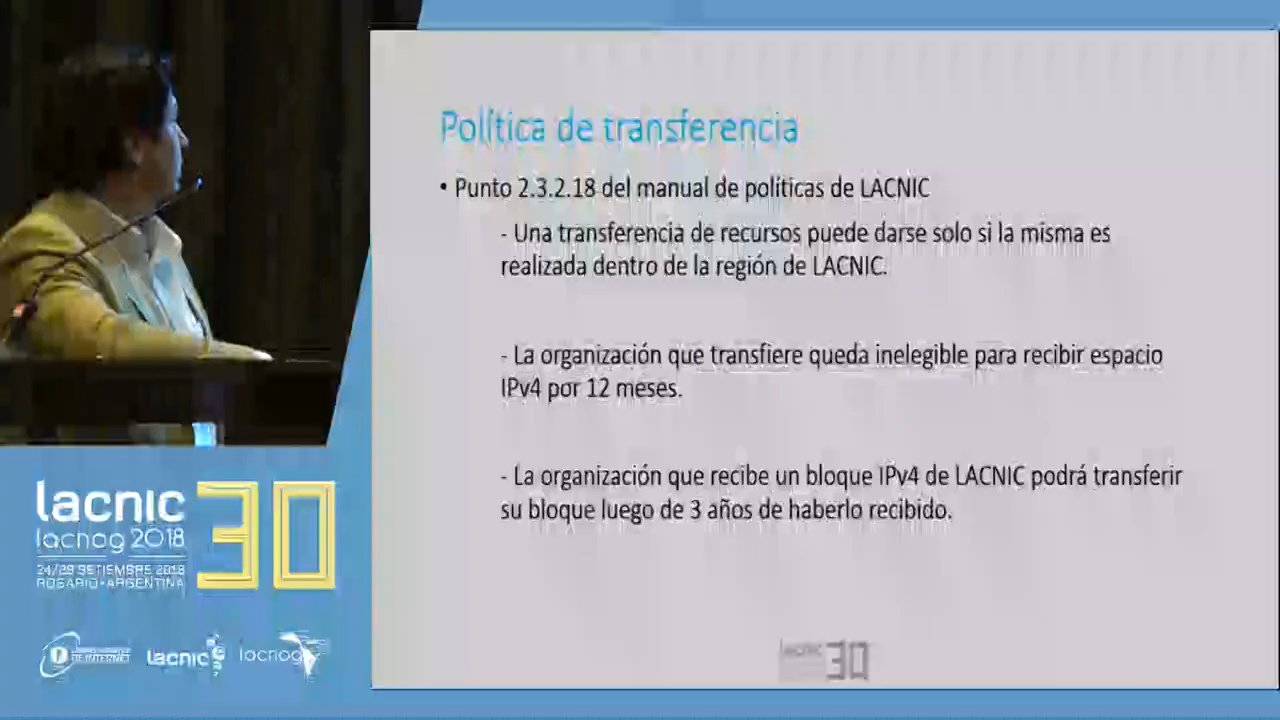 Política de transferencia
• Punto 2.3.2.18 del manual de políticas de LACNIC
- Una transferencia de recursos puede darse solo si la misma es
realizada dentro de la región de LACNIC.
- La organización que transfiere queda inelegible para recibir espacio
IPv4 por 12 meses.
- La organización que recibe un bloque IPv4 de LACNIC podrá transferir
su bloque luego de 3 años de haberlo recibido.
lacnic 30
lacnog 2018
24/28 SETIEMBRE 2018
ROSARIO•ARGENTINA
DE INTERNET
lacnic
lacnog
lacnic 30